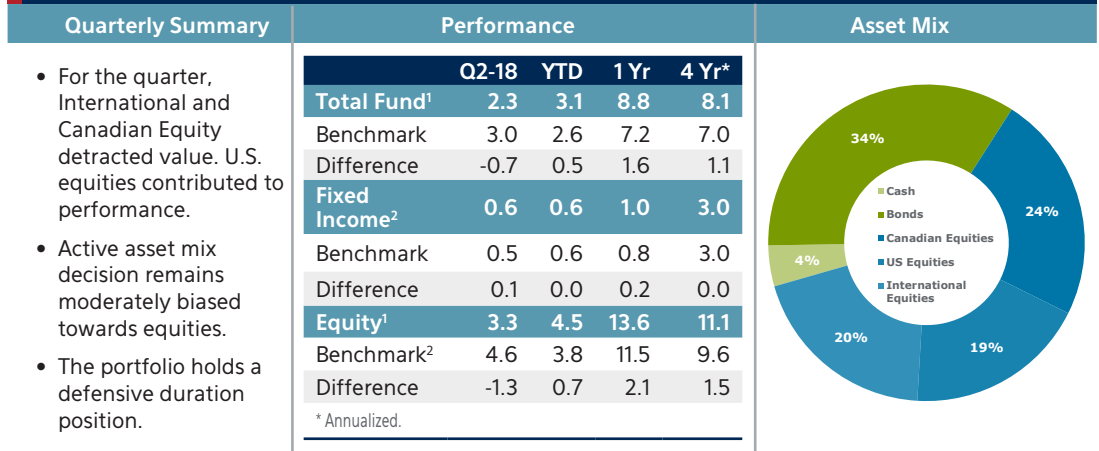 Quarterly Summary
• For the quarter,
International and
Canadian Equity
detracted value. U.S.
equities contributed to
performance.
• Active asset mix
decision remains
moderately biased
towards equities.
• The portfolio holds a
defensive duration
position.
Performance
Q2-18 YTD 1 Yr 4 Yr*
Total Fund¹ 2.3 3.1 8.8 8.1
Benchmark 3.0 2.6 7.2 7.0
Difference -0.7 0.5 1.6 1.1
Fixed
Income² 0.6 0.6 1.0 3.0
Benchmark 0.5 0.6 0.8 3.0
Difference 0.1 0.0 0.2 0.0
Equity¹ 3.3 4.5 13.6 11.1
Benchmark² 4.6 3.8 11.5 9.6
Difference -1.3 0.7 2.1 1.5
* Annualized.
Asset Mix
34%
24%
19%
20%
4%
Cash
Bonds
Canadian Equities
US Equities
International
Equities